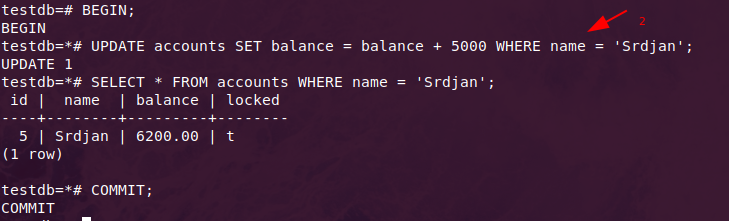 testdb=# BEGIN;
2
BEGIN
testdb=*# UPDATE accounts SET balance = balance + 5000 WHERE name = 'Srdjan';
UPDATE 1
testdb=*# SELECT * FROM accounts WHERE name = 'Srdjan';
 id |  name  | balance | locked
----+--------+---------+--------
  5 | Srdjan | 6200.00 | t
(1 row)

testdb=*# COMMIT;
COMMIT